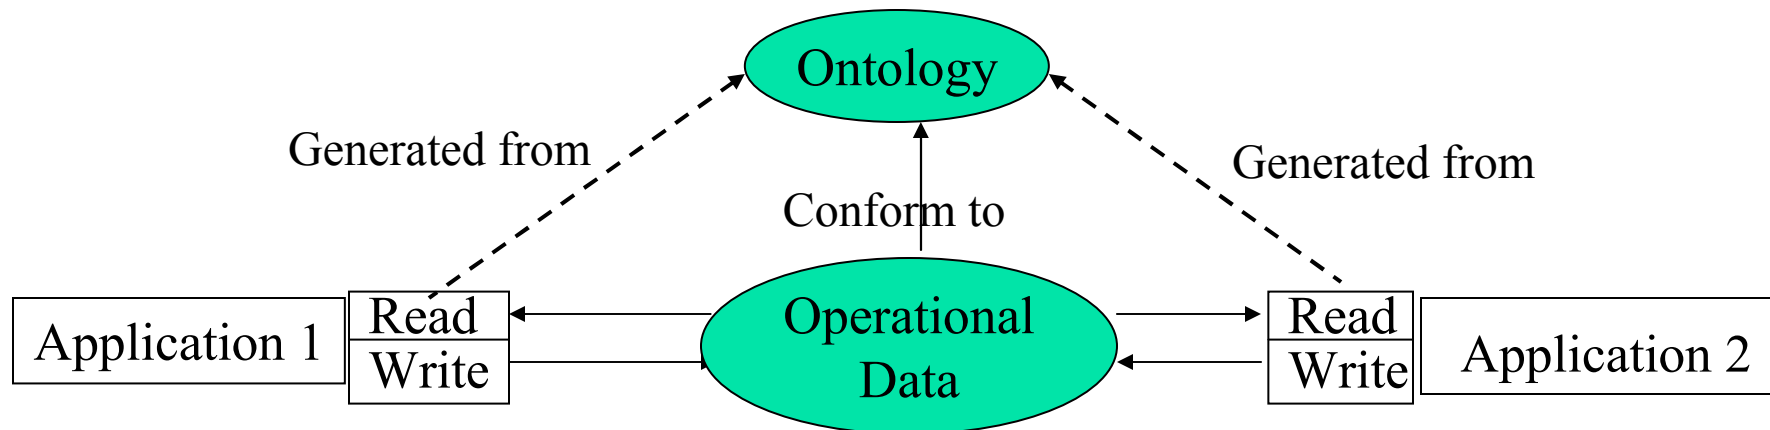 Ontology
Generated from
Generated from
Conform to
Application 1
Read
Write
Operational
Data
Read
Write
Application 2